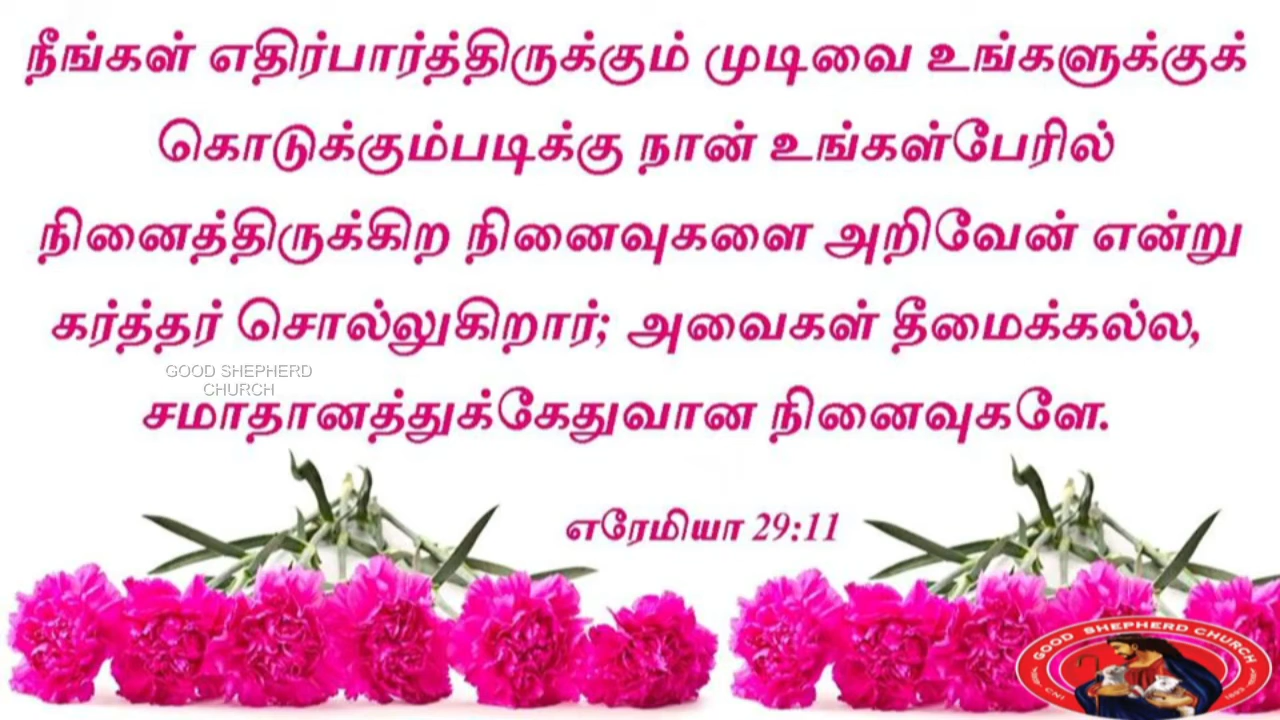 நீங்கள் எதிர்பார்த்திருக்கும் முடிவை உங்களுக்குக்
கொடுக்கும்படிக்கு நான் உங்கள்பேரில்
நினைத்திருக்கிற நினைவுகளை அறிவேன் என்று
கர்த்தர் சொல்லுகிறார்; அவைகள் தீமைக்கல்ல,
GOOD SHEPHERD
CHURCH
சமாதானத்துக்கேதுவான நினைவுகளே.
எரேமியா 29:11
GOOD SHEPHERD CHURCH
CNI